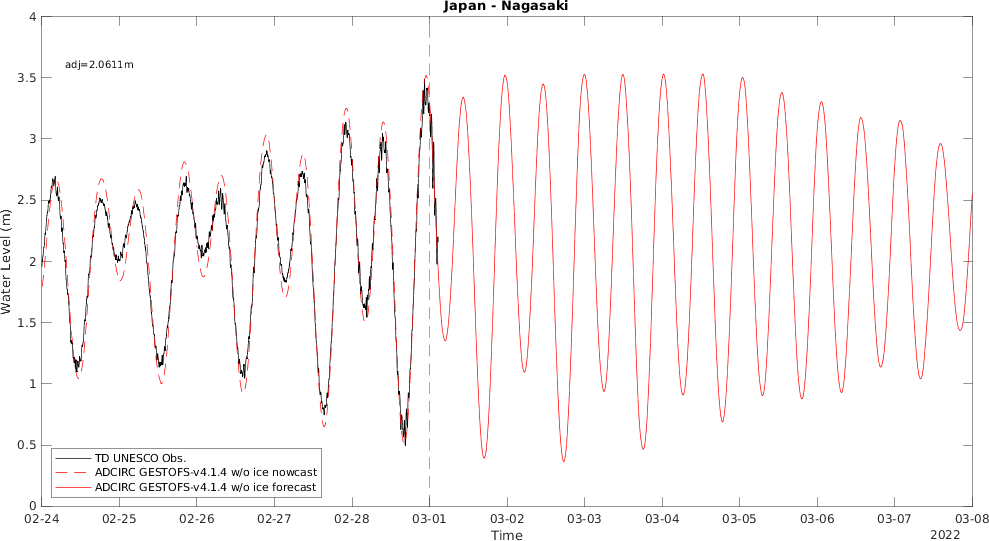 Japan - Nagasaki
adj=2.0611m
Water Level (m)
4
3.5
3
2.5
2
1.5
1
0.5
0
TD UNESCO Obs.
ADCIRC GESTOFS-v4.1.4 w/o ice nowcast
ADCIRC GESTOFS-v4.1.4 w/o ice forecast
02-24 02-25 02-26 02-27 02-28 03-01 03-02 03-03 03-04 03-05 03-06 03-07 03-08
Time
2022